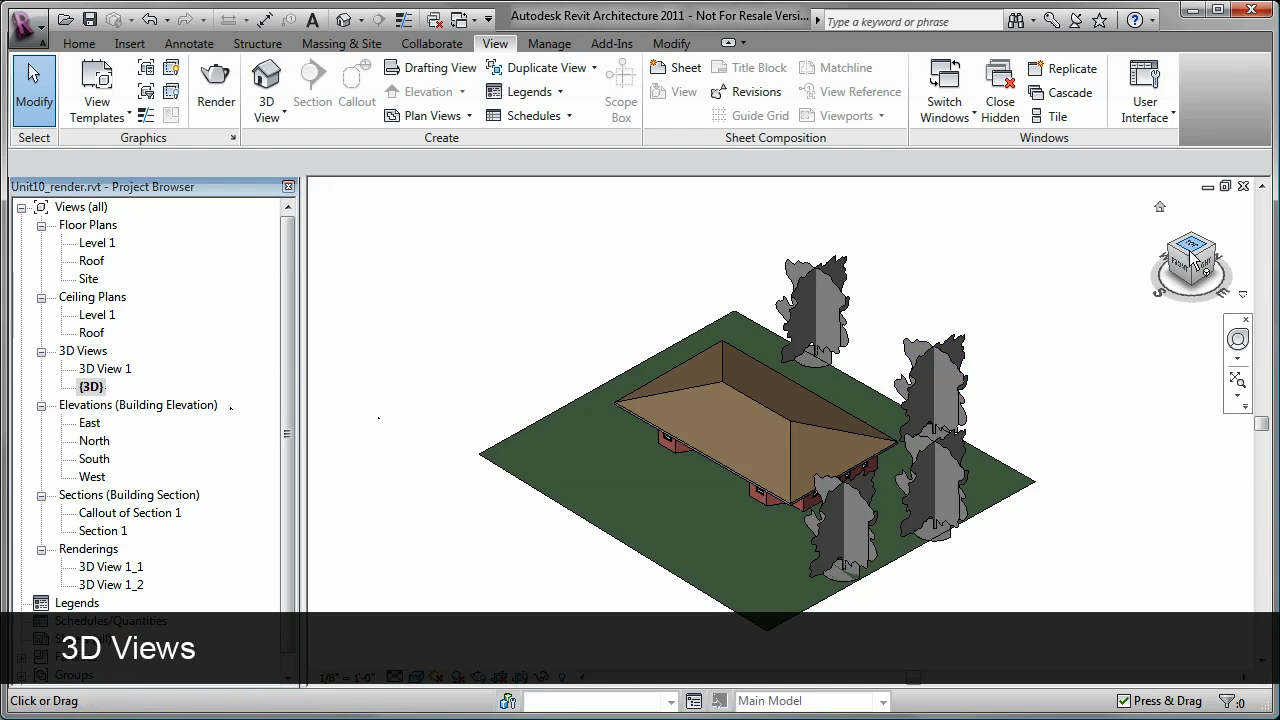 Autodesk Revit Architecture 2011 - Not For Resale Versi...
Type a keyword or phrase
Home Insert Annotate Structure Massing & Site Collaborate View Manage Add-Ins Modify
Modify
View
Templates
Render
3D
View
Section
Callout
Drafting View
Elevation
Plan Views
Duplicate View
Legends
Schedules
Scope
Box
Sheet
View
Title Block
Revisions
Guide Grid
Matchline
View Reference
Viewports
Switch
Windows
Close
Hidden
Replicate
Cascade
Tile
User
Interface
Select Graphics Create Sheet Composition Windows
Unit10_render.rvt - Project Browser
Views (all)
Floor Plans
Level 1
Roof
Site
Ceiling Plans
Level 1
Roof
3D Views
3D View 1
{3D}
Elevations (Building Elevation)
East
North
South
West
Sections (Building Section)
Callout of Section 1
Section 1
Renderings
3D View 1_1
3D View 1_2
Legends
Schedules/Quantities
Groups
TOP
FRONT
S
E
3D Views
1/8" = 1'-0"
Click or Drag
Main Model
Press & Drag
:0